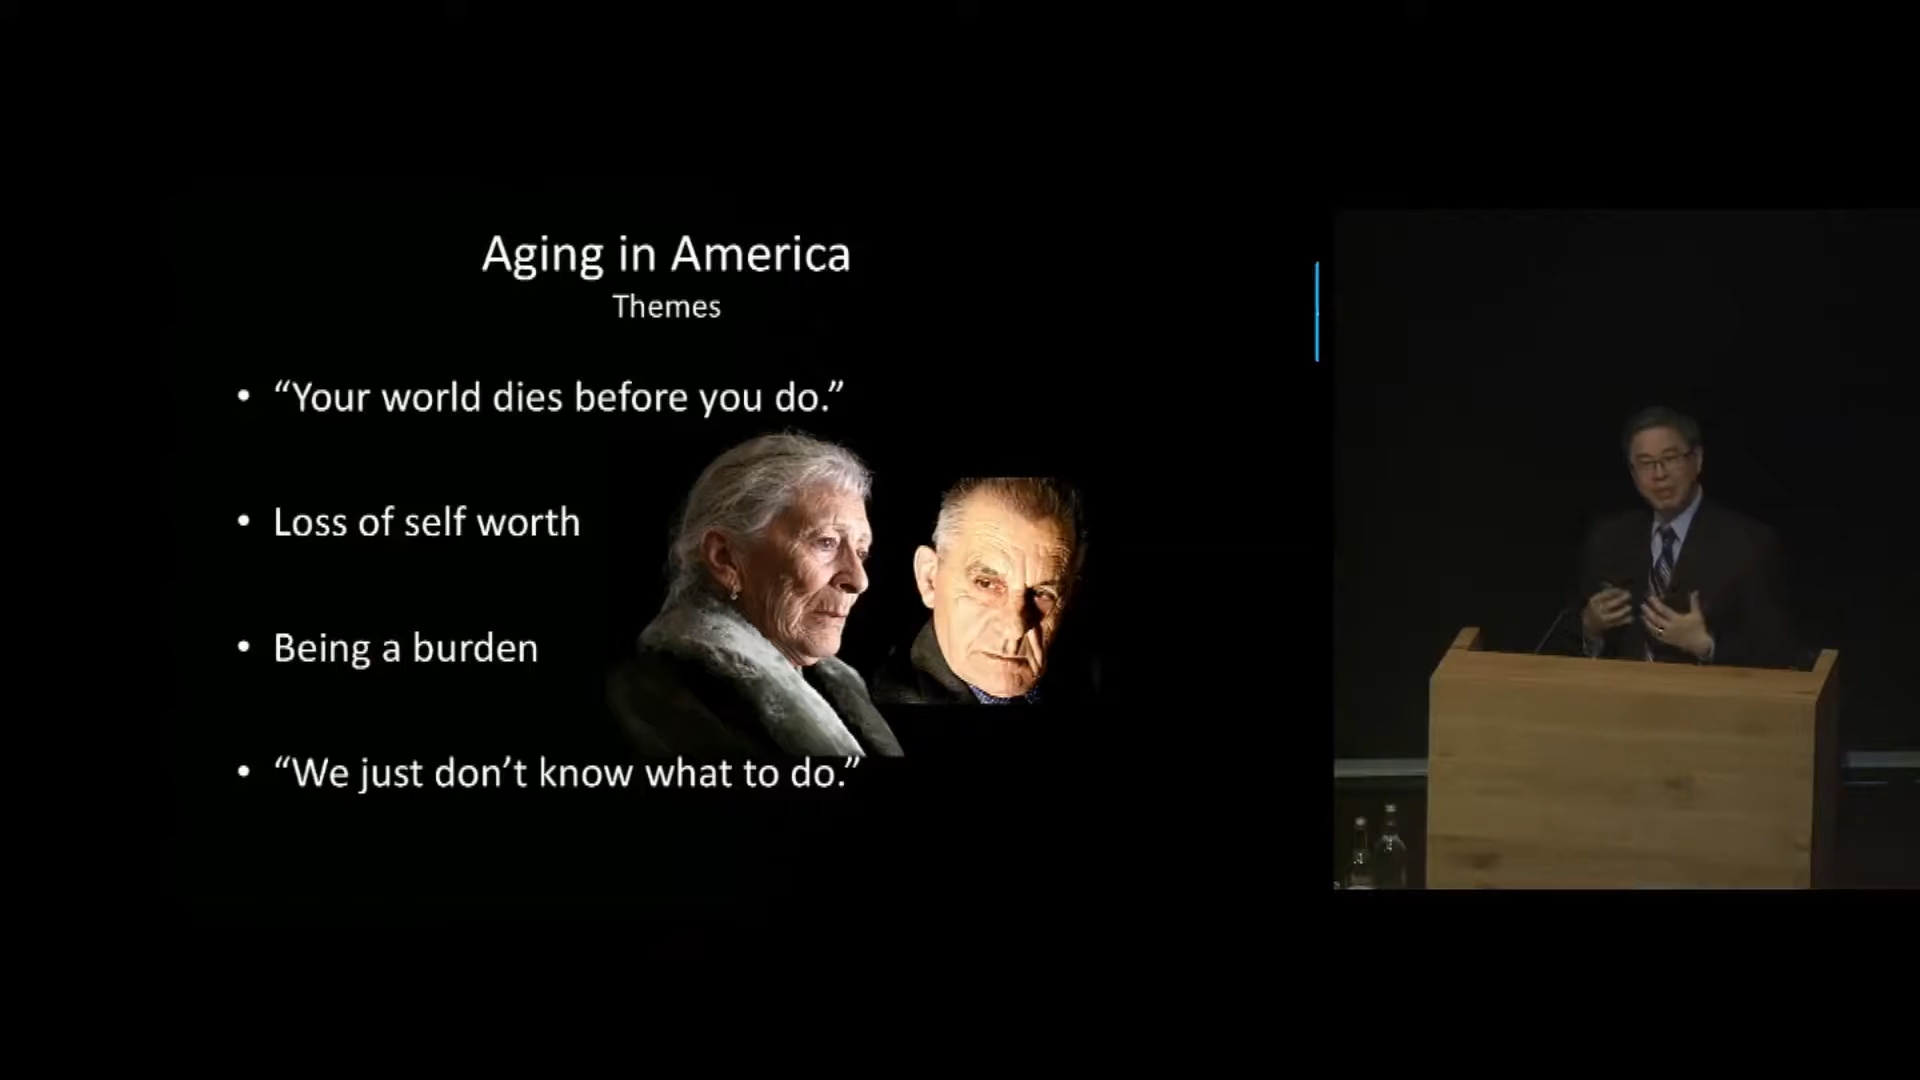 Aging in America
Themes
• “Your world dies before you do.”
• Loss of self worth
• Being a burden
• “We just don’t know what to do.”